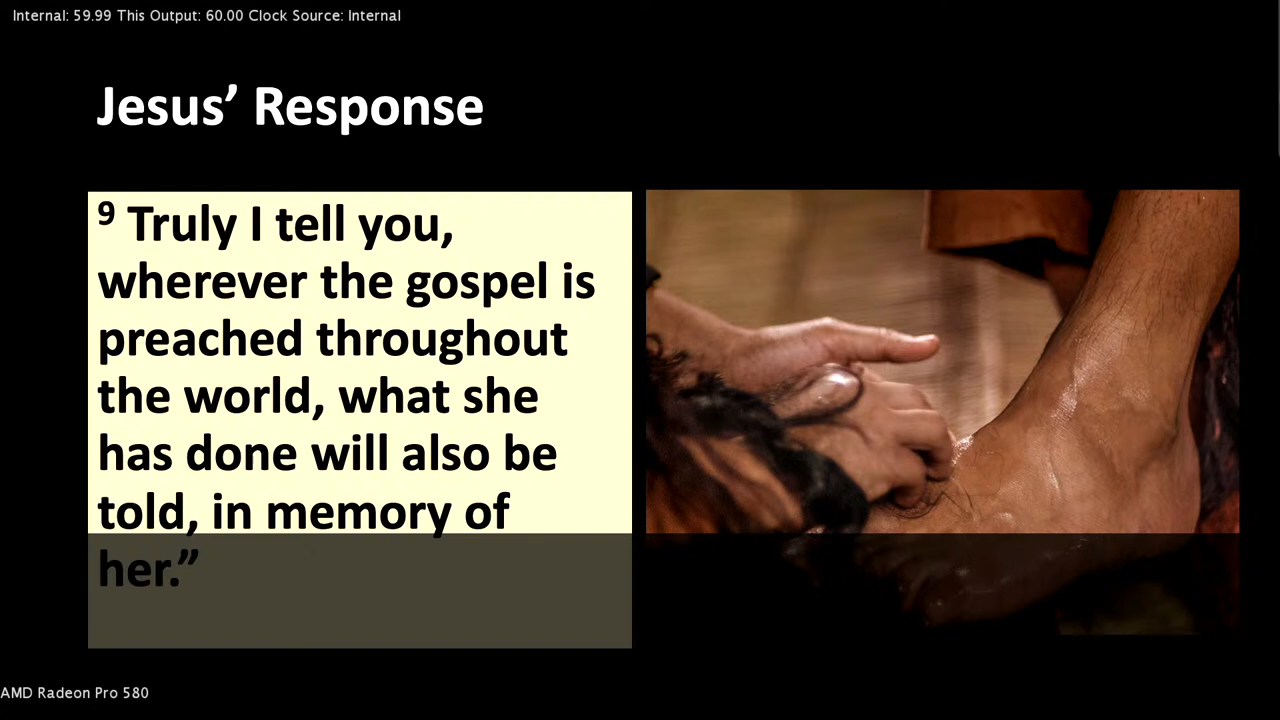 Internal: 59.99 This Output: 60.00 Clock Source: Internal
Jesus’ Response
9 Truly I tell you,
wherever the gospel is
preached throughout
the world, what she
has done will also be
told, in memory of
her.”
AMD Radeon Pro 580